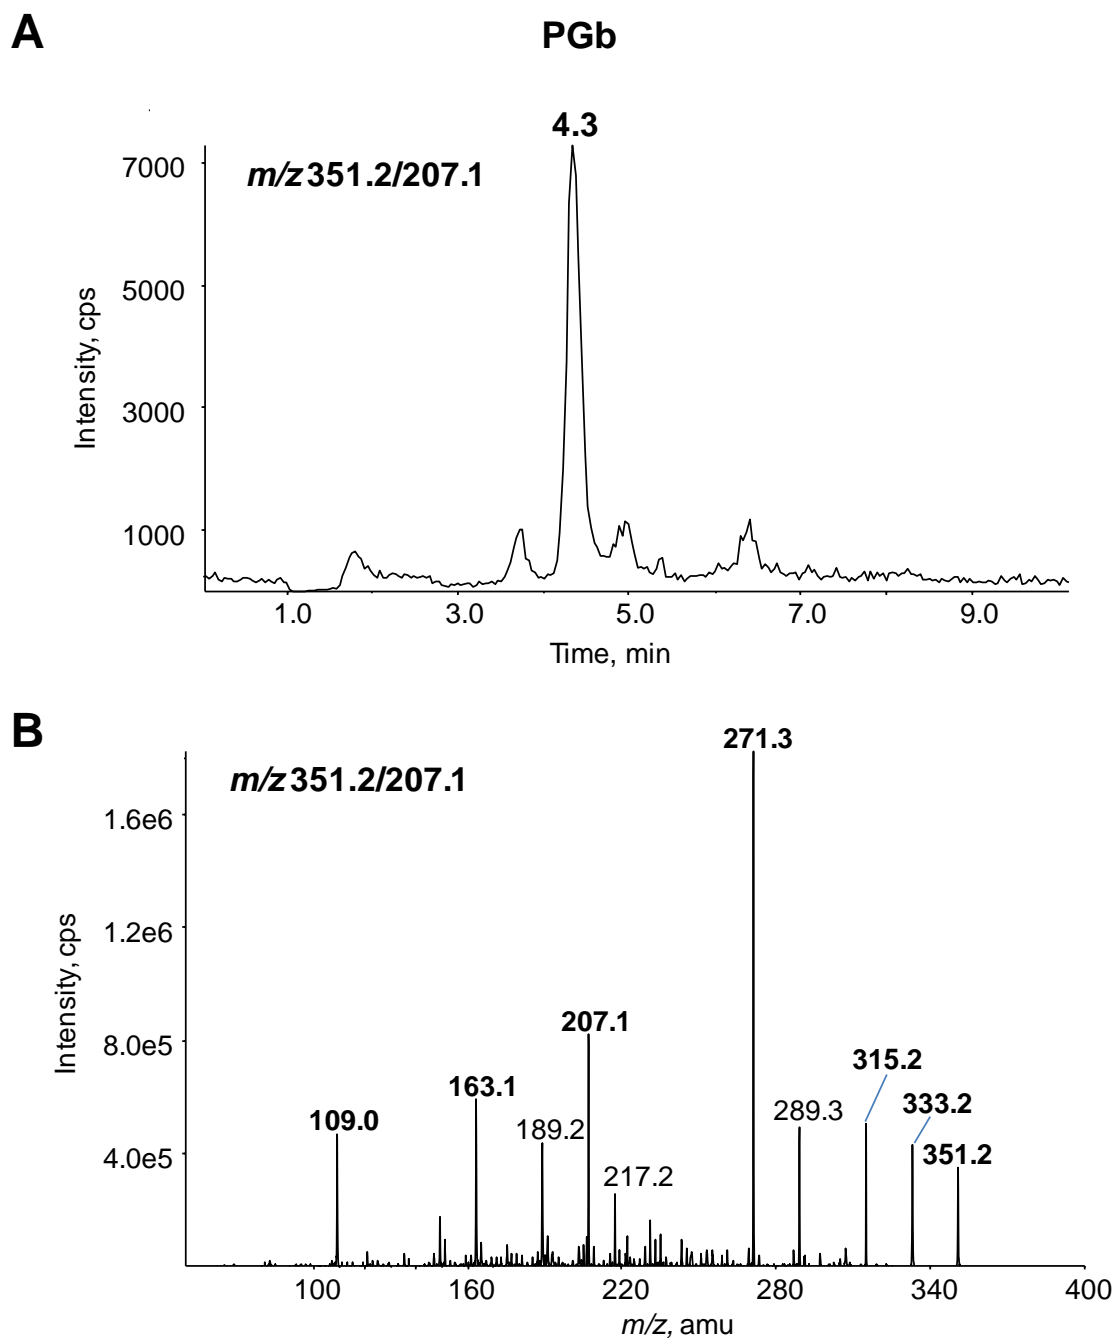 A
PGb
4.3
m/z 351.2/207.1
7000
5000
3000
1000
Intensity, cps
1.0 3.0 5.0 7.0 9.0
Time, min
B
271.3
m/z 351.2/207.1
1.6e6
1.2e6
8.0e5
4.0e5
Intensity, cps
207.1
315.2
163.1
333.2
289.3
109.0
189.2
351.2
217.2
100 160 220 280 340 400
m/z, amu